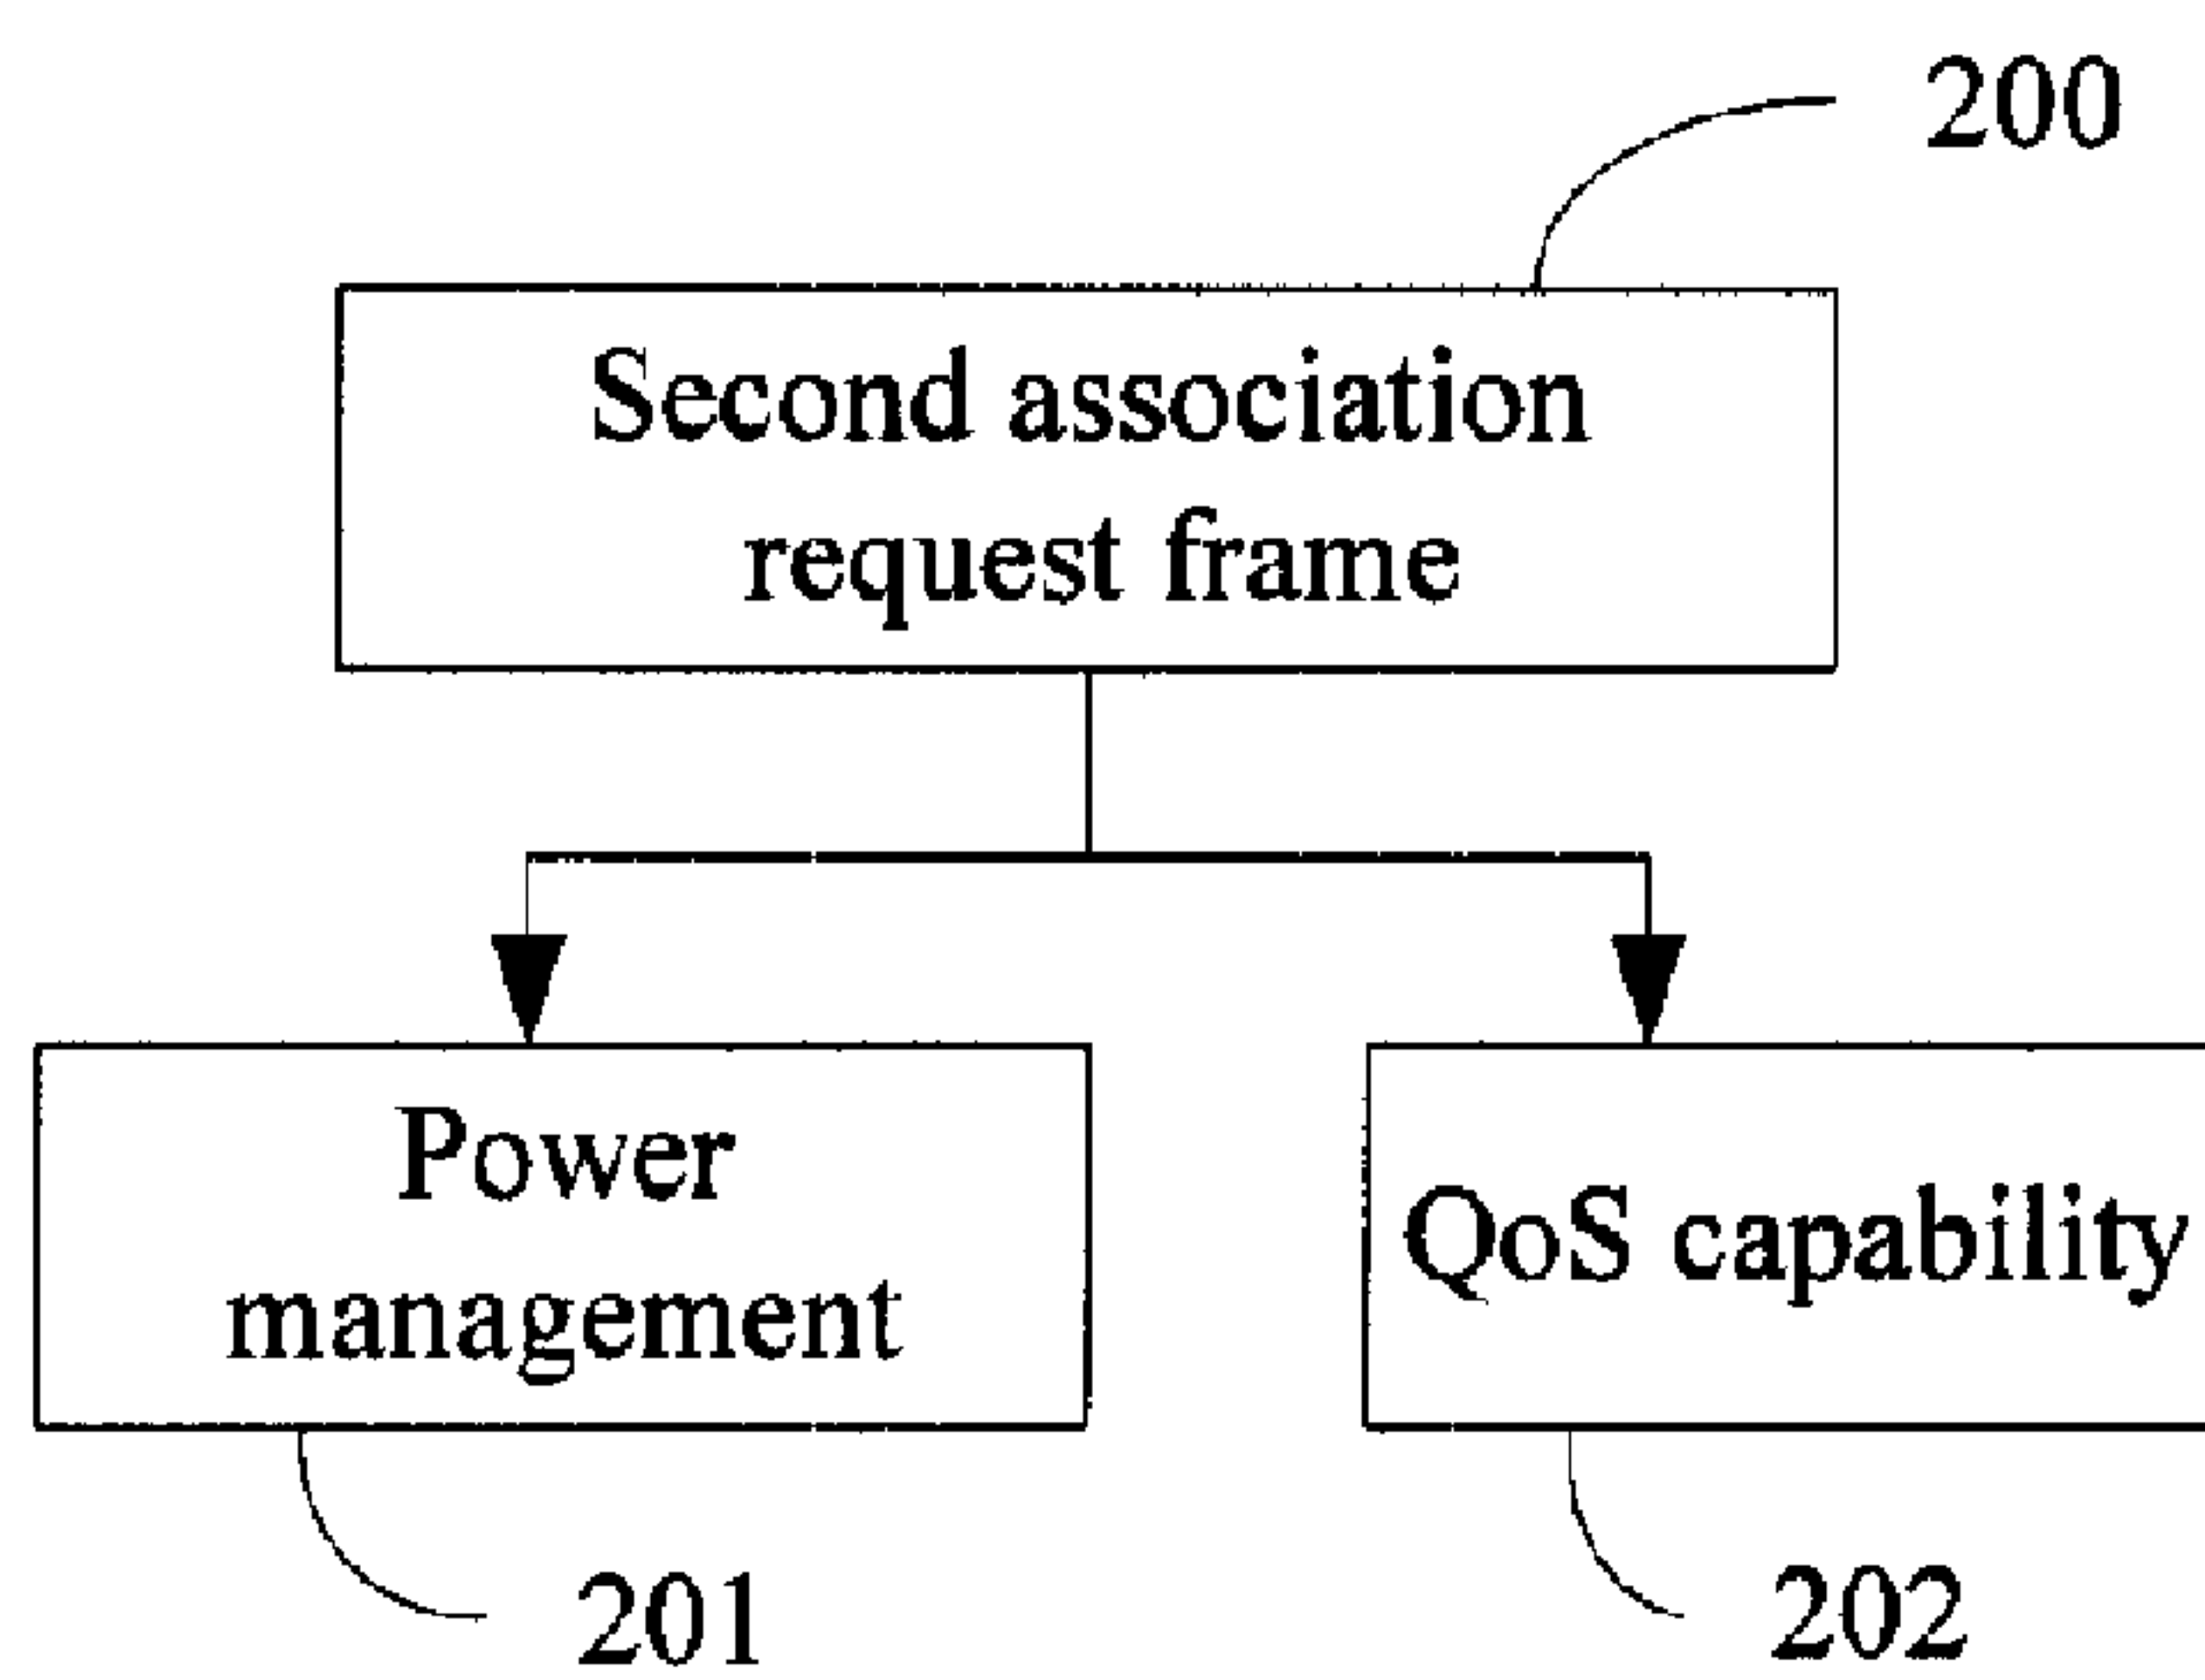 200
Second association
request frame
Power
management
QoS capability
201
202